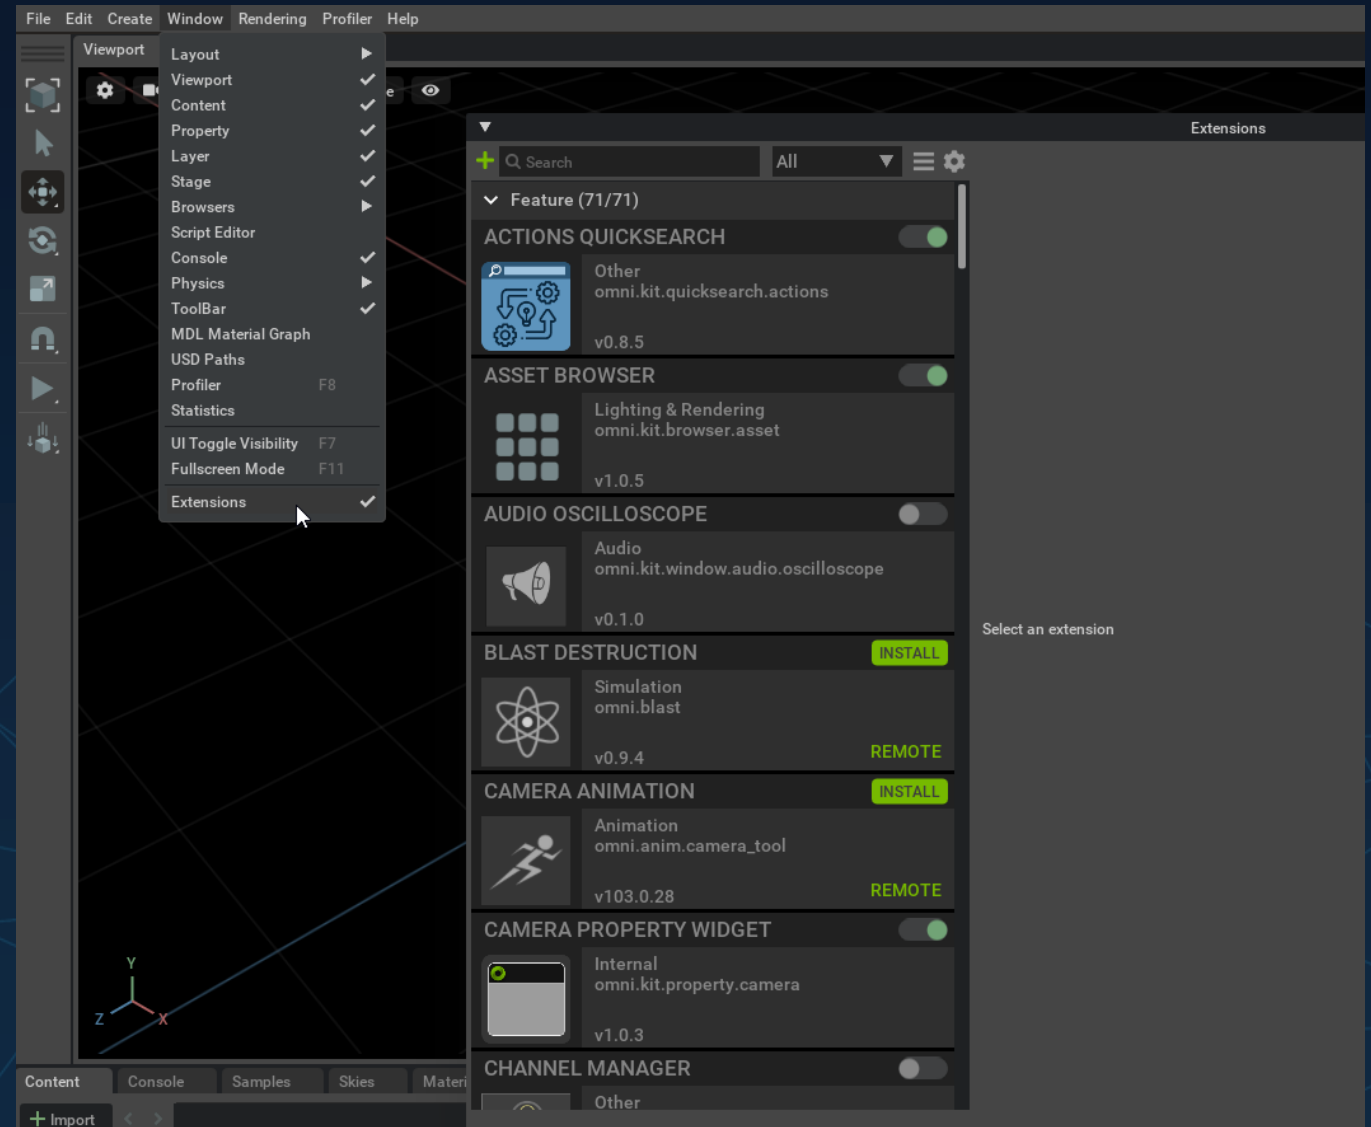 File Edit Create Window Rendering Profiler Help
Viewport
Layout
Viewport
Content
Property
Layer
Stage
Browsers
Script Editor
Console
Physics
ToolBar
MDL Material Graph
USD Paths
Profiler F8
Statistics
UI Toggle Visibility F7
Fullscreen Mode F11
Extensions
Extensions
Search
All
Feature (71/71)
ACTIONS QUICKSEARCH
Other
omni.kit.quicksearch.actions
v0.8.5
ASSET BROWSER
Lighting & Rendering
omni.kit.browser.asset
v1.0.5
AUDIO OSCILLOSCOPE
Audio
omni.kit.window.audio.oscilloscope
v0.1.0
BLAST DESTRUCTION INSTALL
Simulation
omni.blast
v0.9.4 REMOTE
CAMERA ANIMATION INSTALL
Animation
omni.anim.camera_tool
v103.0.28 REMOTE
CAMERA PROPERTY WIDGET
Internal
omni.kit.property.camera
v1.0.3
CHANNEL MANAGER
Other
Select an extension
Y
Z X
Content Console Samples Skies Materi
+ Import